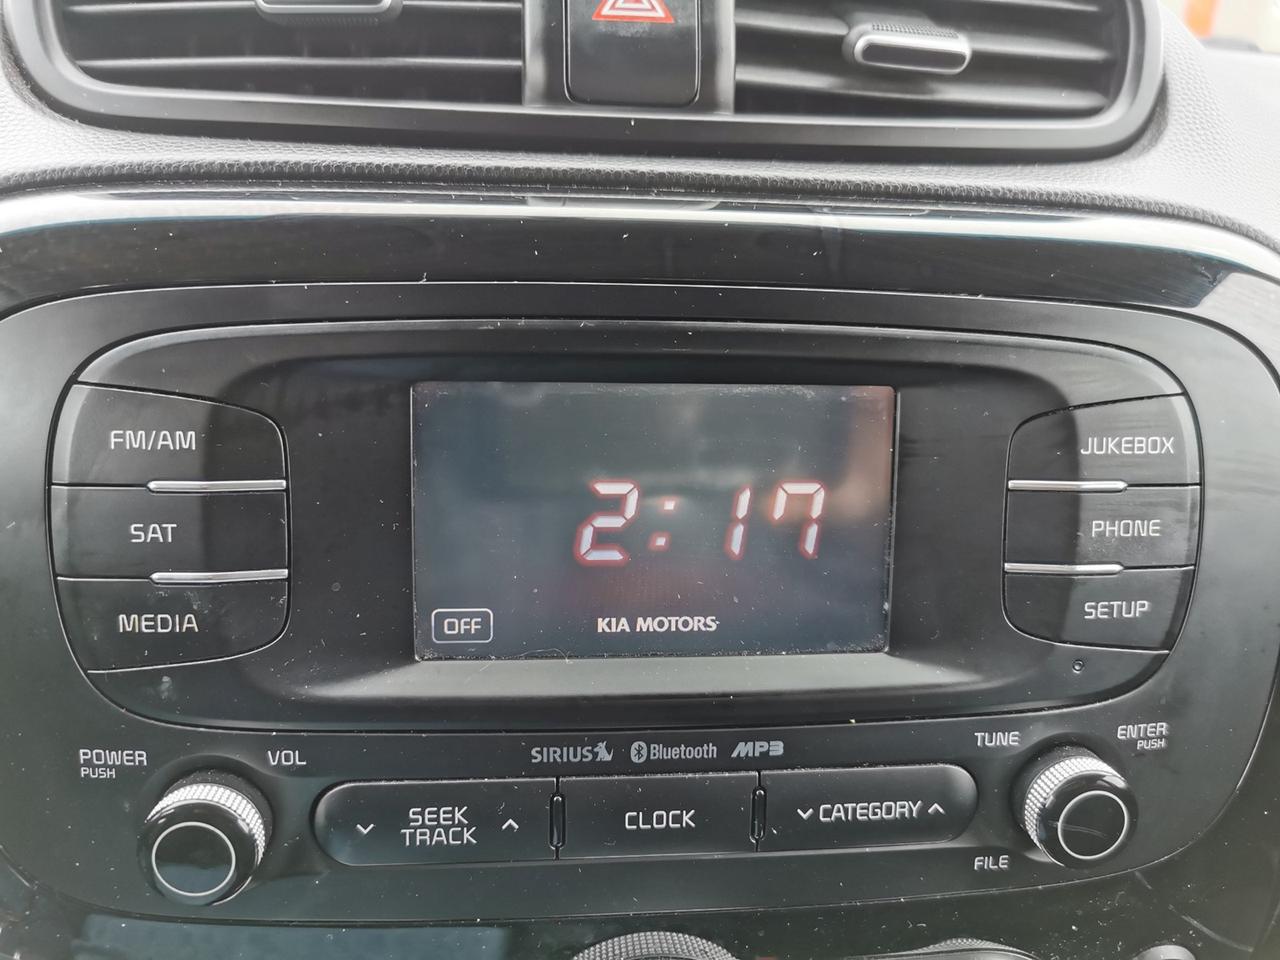 FM/AM
SAT
MEDIA
2:17
OFF
KIA MOTORS
JUKEBOX
PHONE
SETUP
POWER
PUSH
VOL
SIRIUS Bluetooth MP3
TUNE
ENTER
PUSH
SEEK
TRACK
CLOCK
CATEGORY
FILE